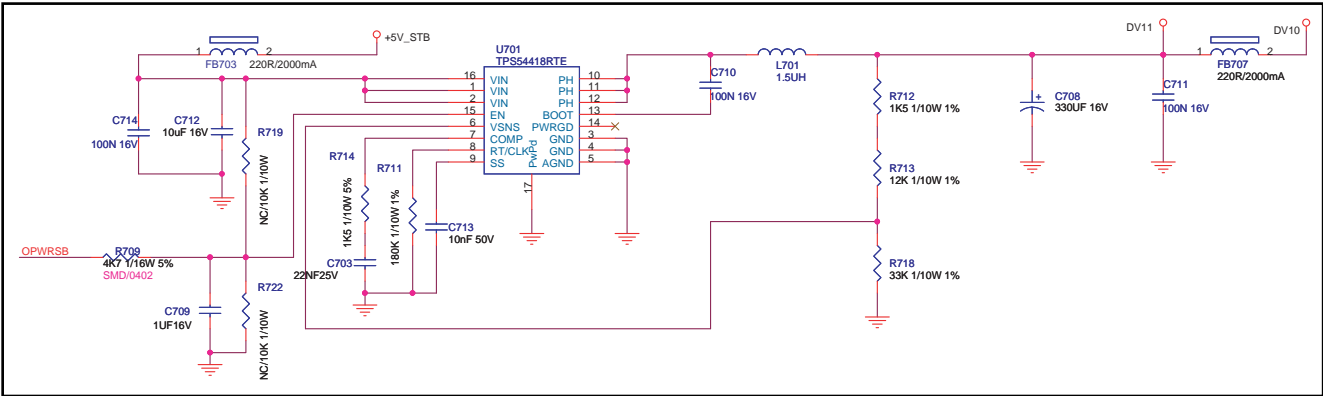 +5V_STB
DV11
DV10
1
2
FB703
220R/2000mA
U701
TPS54418RTE
1
2
FB707
220R/2000mA
16
VIN
PH
10
1
VIN
PH
11
2
VIN
PH
12
15
EN
BOOT
13
6
VSNS
PWRGD
14
7
COMP
GND
3
8
RT/CLK
GND
4
9
SS
AGND
5
PwPd
17
C710
100N 16V
L701
1.5UH
R712
1K5 1/10W 1%
C708
330UF 16V
+
C711
100N 16V
C714
100N 16V
C712
10uF 16V
R719
NC/10K 1/10W
R714
1K5 1/10W 5%
R711
180K 1/10W 1%
R713
12K 1/10W 1%
C713
10nF 50V
C703
22NF25V
OPWRSB
R709
4K7 1/16W 5%
SMD/0402
R718
33K 1/10W 1%
C709
1UF16V
R722
NC/10K 1/10W